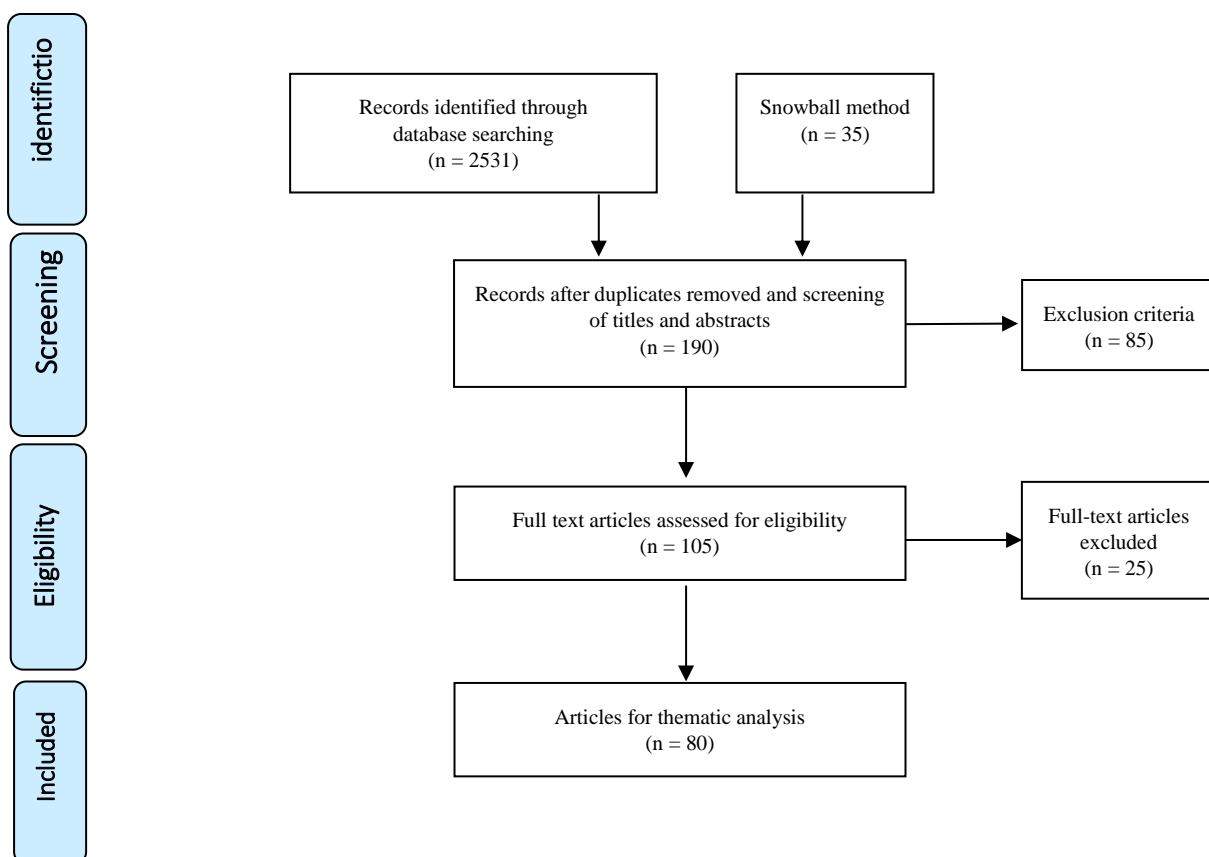 identifictio
Records identified through
database searching
(n = 2531)
Snowball method
(n = 35)
Screening
Records after duplicates removed and screening
of titles and abstracts
(n = 190)
Exclusion criteria
(n = 85)
Eligibility
Full text articles assessed for eligibility
(n = 105)
Full-text articles
excluded
(n = 25)
Included
Articles for thematic analysis
(n = 80)